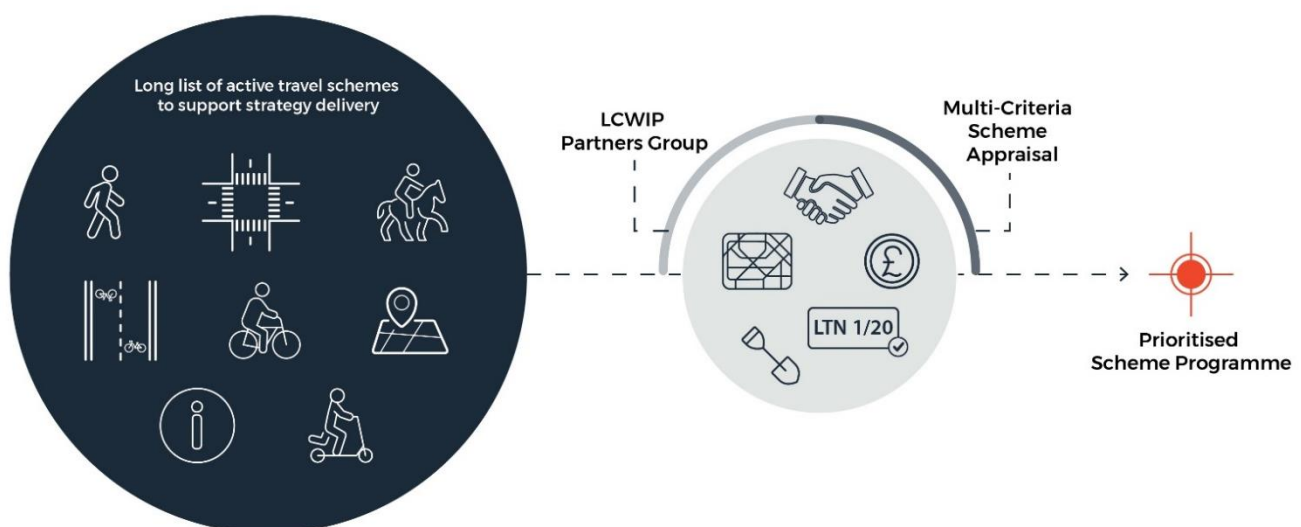 Long list of active travel schemes
to support strategy delivery
LCWIP
Partners Group
Multi-Criteria
Scheme
Appraisal
£
LTN 1/20
Prioritised
Scheme Programme